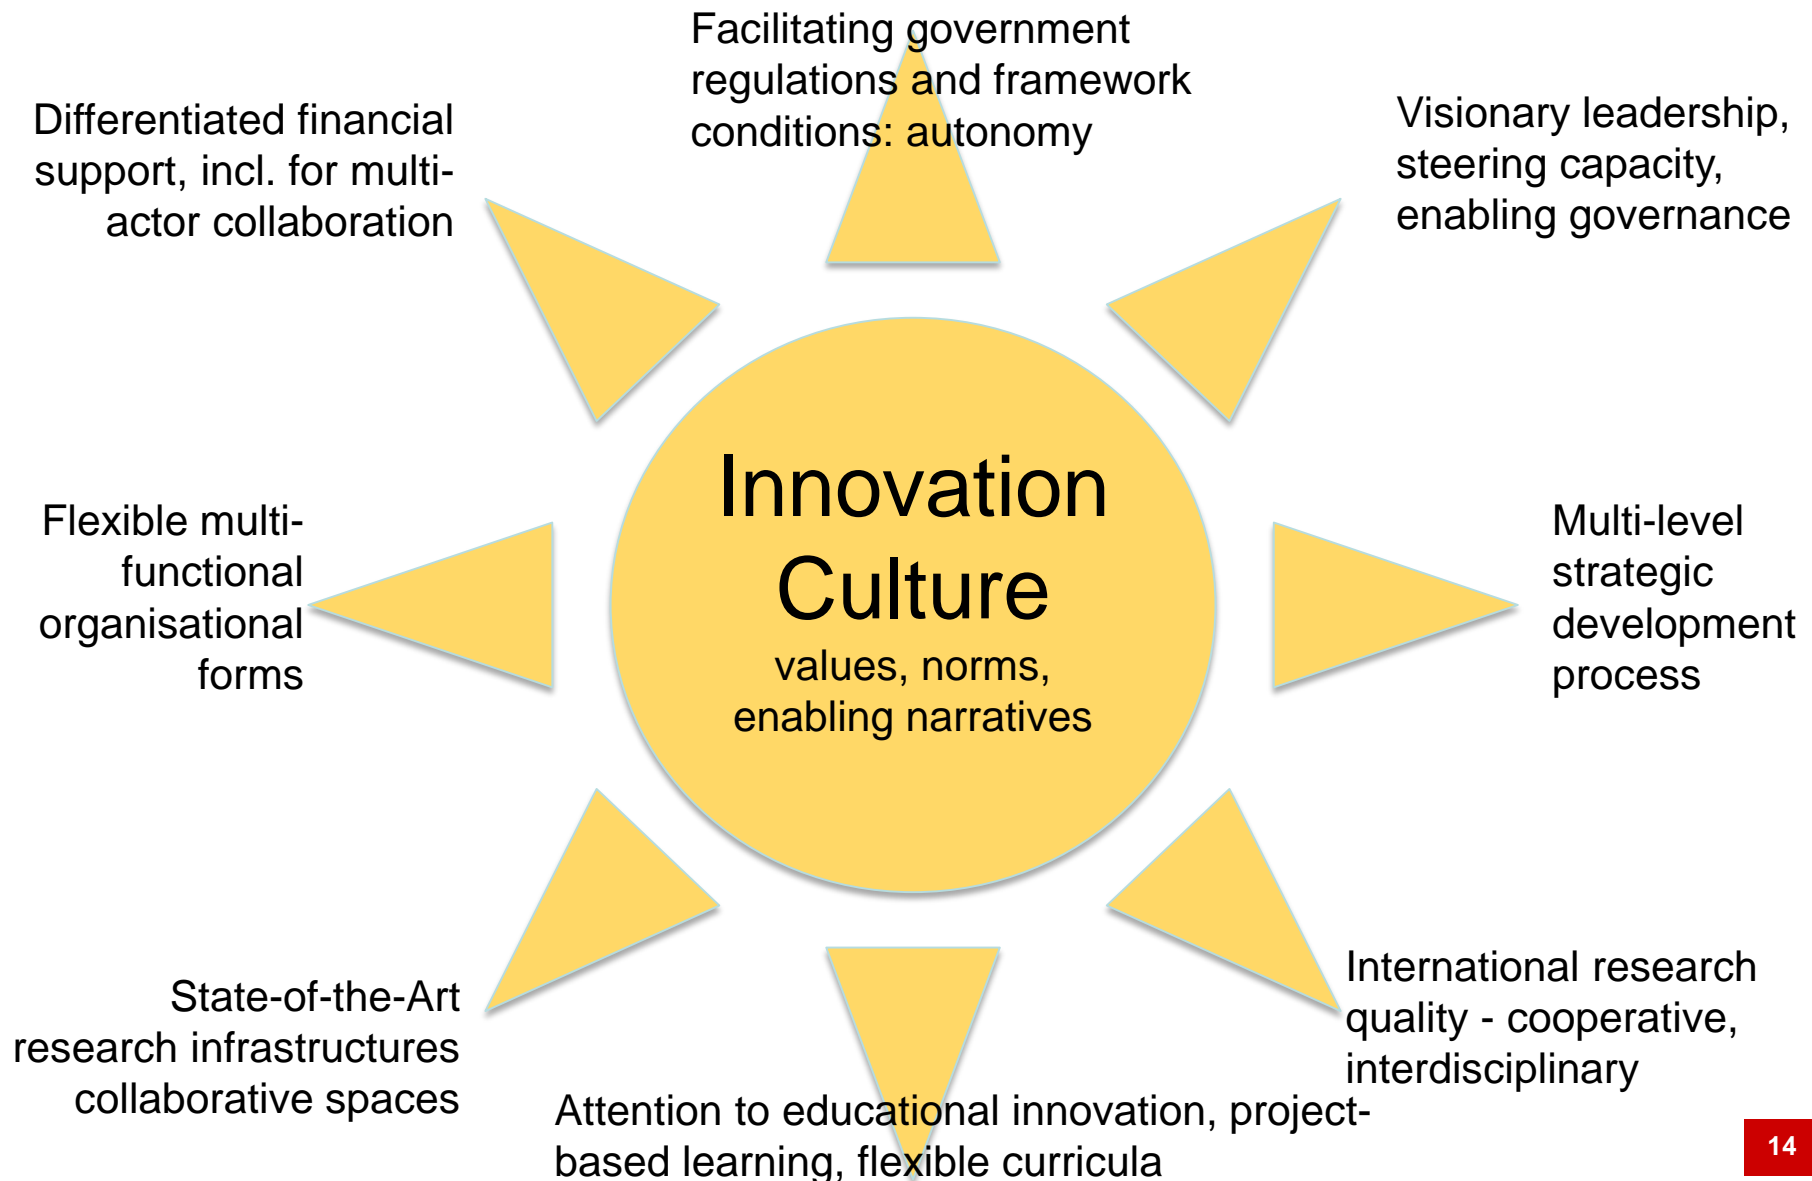 Facilitating government
regulations and framework
conditions: autonomy
Differentiated financial
support, incl. for multi-
actor collaboration
Visionary leadership,
steering capacity,
enabling governance
Innovation
Culture
values, norms,
enabling narratives
Flexible multi-
functional
organisational
forms
Multi-level
strategic
development
process
State-of-the-Art
research infrastructures
collaborative spaces
International research
quality - cooperative,
interdisciplinary
Attention to educational innovation, project-
based learning, flexible curricula
14